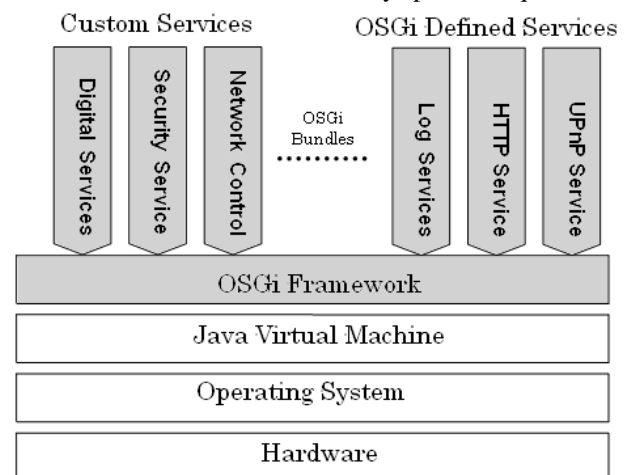 Custom Services
OSGi Defined Services
Digital Services
Security Service
Network Control
OSGi
Bundles
Log Services
HTTP Service
UPnP Service
OSGi Framework
Java Virtual Machine
Operating System
Hardware